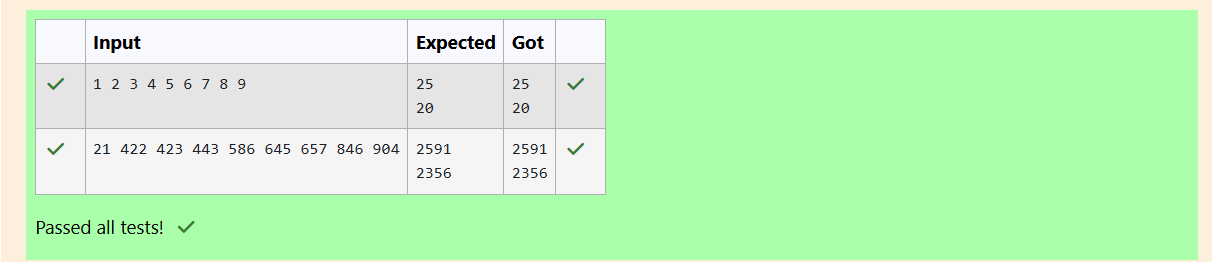 Input Expected Got
1 2 3 4 5 6 7 8 9 25 25
20 20
21 422 423 443 586 645 657 846 904 2591 2591
2356 2356
Passed all tests!